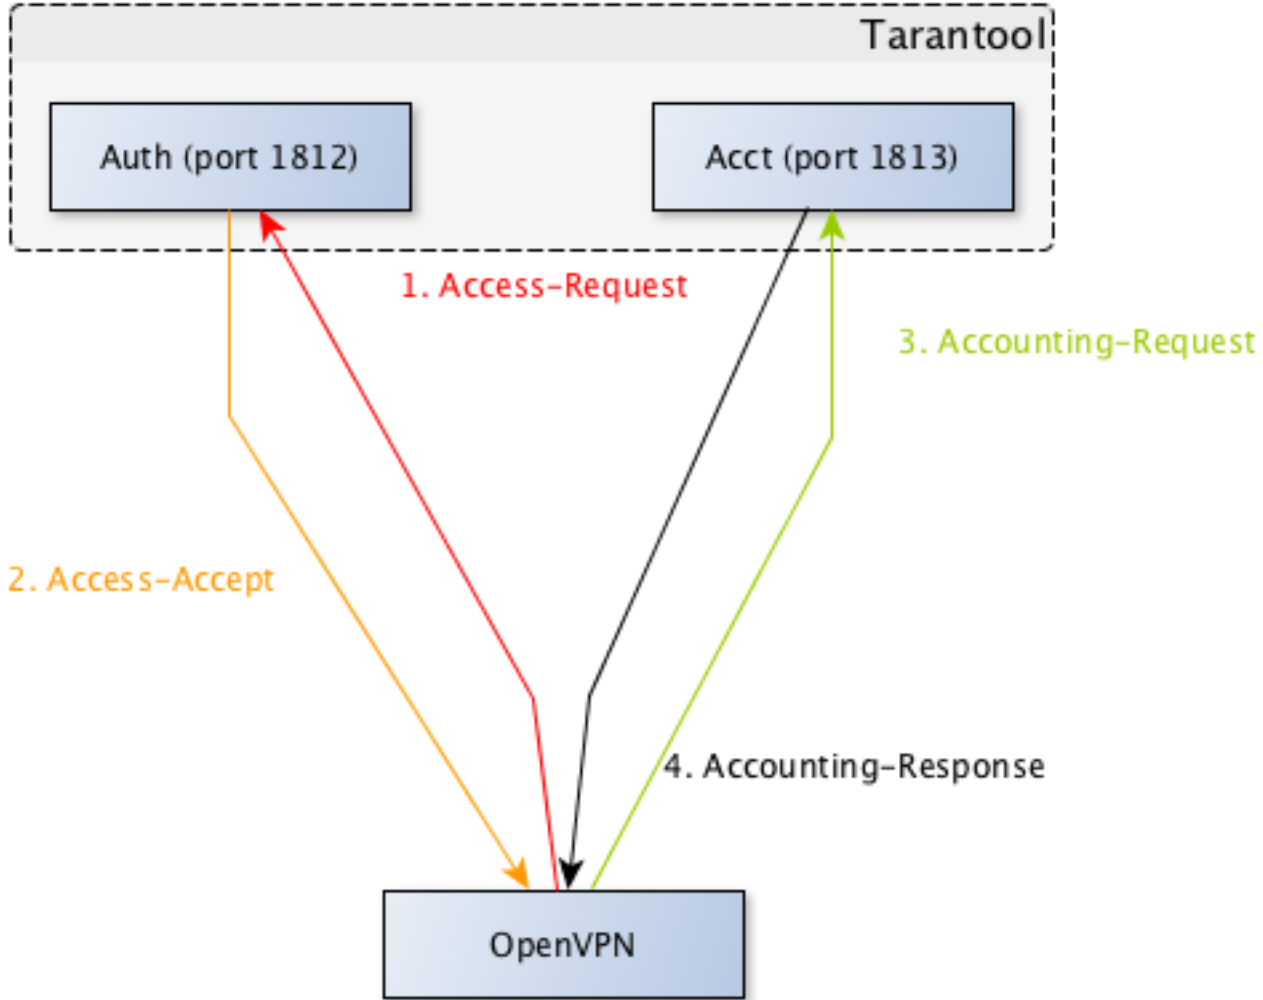 Tarantool
Auth (port 1812)
Acct (port 1813)
1. Access-Request
3. Accounting-Request
2. Access-Accept
4. Accounting-Response
OpenVPN